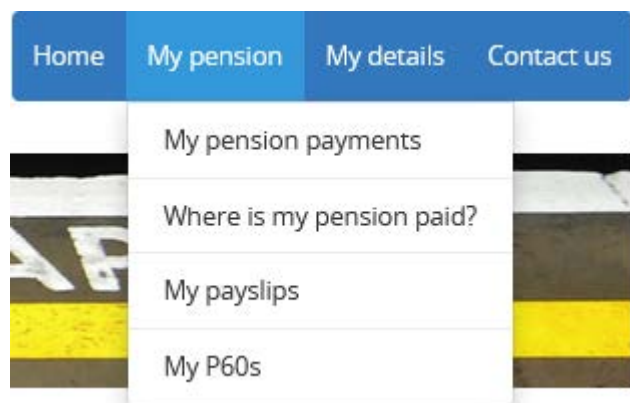 Home My pension My details Contact us
My pension payments
Where is my pension paid?
My payslips
My P60s